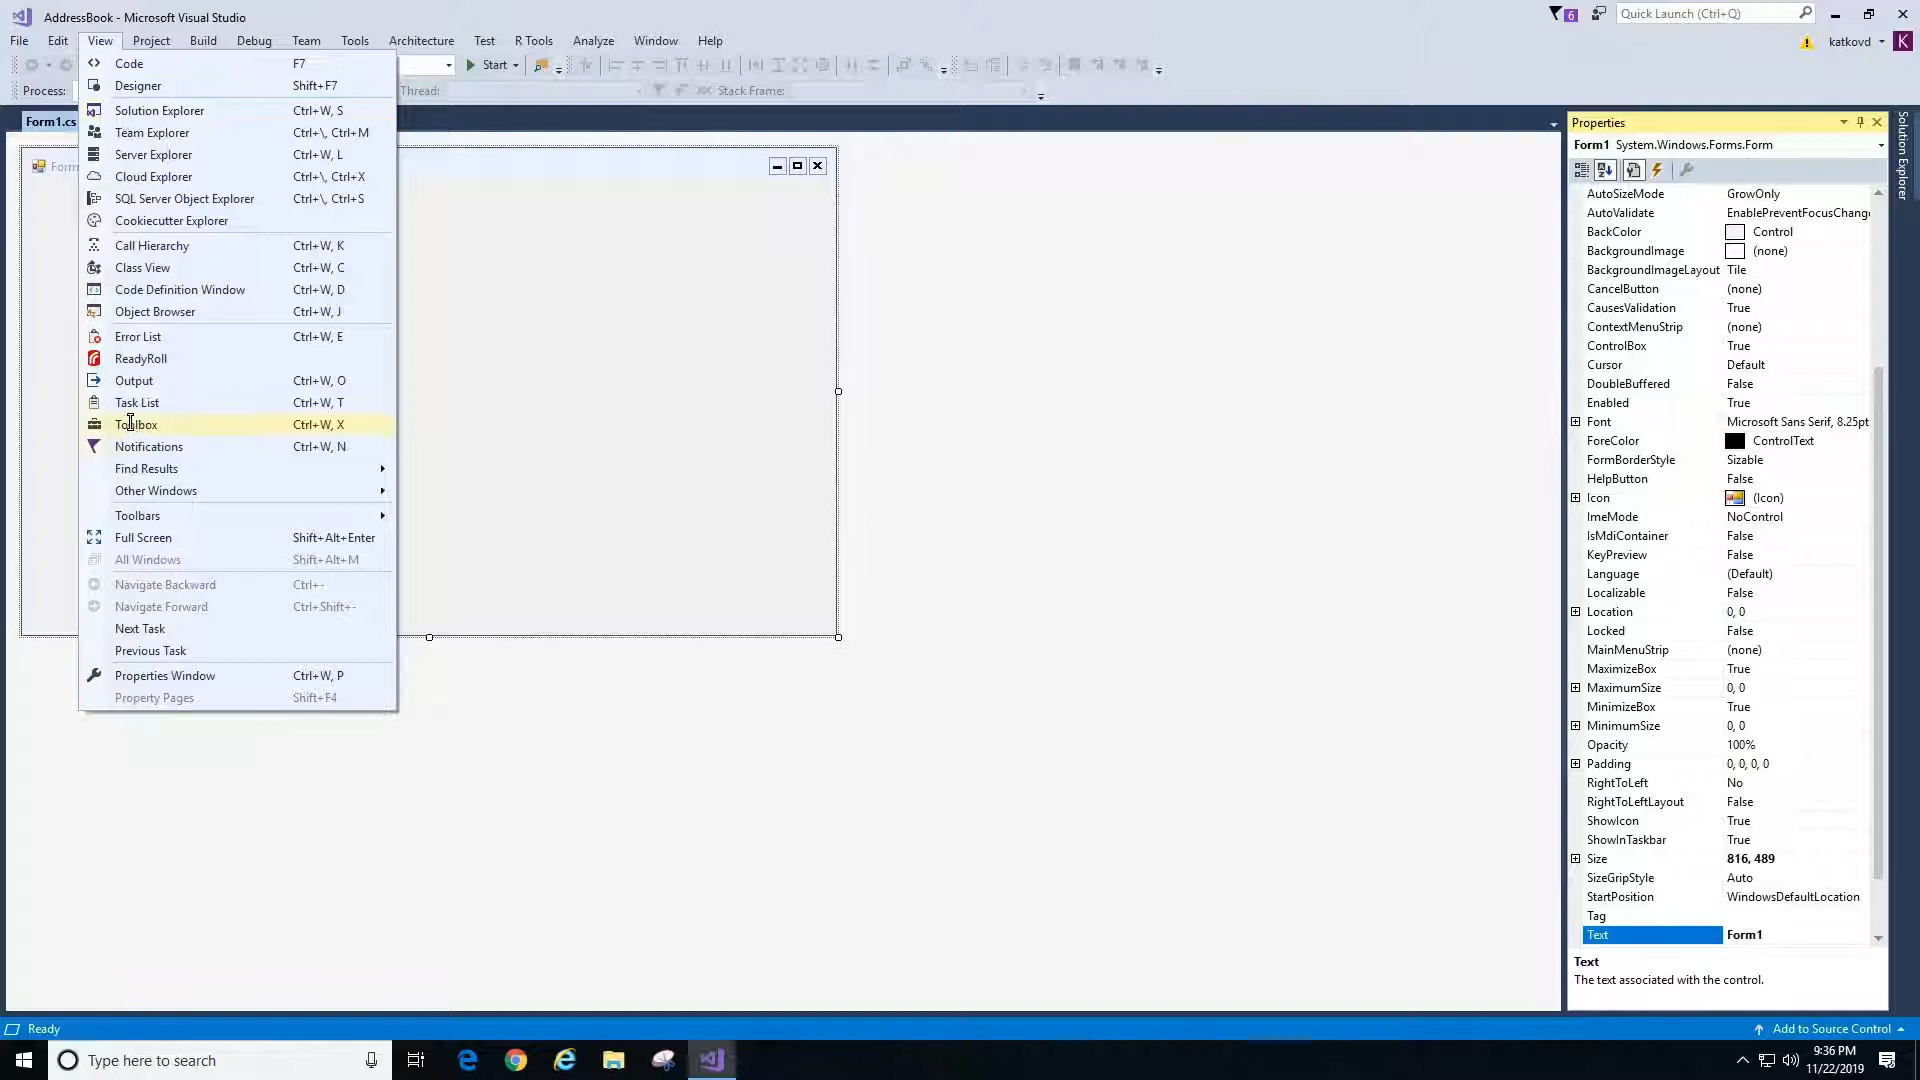 AddressBook - Microsoft Visual Studio
6
Quick Launch (Ctrl+Q)
File Edit View Project Build Debug Team Tools Architecture Test R Tools Analyze Window Help
katkovd K
Start
Process: Thread: Stack Frame:
Code F7
Designer Shift+F7
Solution Explorer Ctrl+W, S
Team Explorer Ctrl+\, Ctrl+M
Server Explorer Ctrl+W, L
Cloud Explorer Ctrl+\, Ctrl+X
SQL Server Object Explorer Ctrl+\, Ctrl+S
Cookiecutter Explorer
Call Hierarchy Ctrl+W, K
Class View Ctrl+W, C
Code Definition Window Ctrl+W, D
Object Browser Ctrl+W, J
Error List Ctrl+W, E
ReadyRoll
Output Ctrl+W, O
Task List Ctrl+W, T
Toolbox Ctrl+W, X
Notifications Ctrl+W, N
Find Results
Other Windows
Toolbars
Full Screen Shift+Alt+Enter
All Windows Shift+Alt+M
Navigate Backward Ctrl+-
Navigate Forward Ctrl+Shift+-
Next Task
Previous Task
Properties Window Ctrl+W, P
Property Pages Shift+F4
Form1.cs
Form
Properties
Form1 System.Windows.Forms.Form
AutoSizeMode GrowOnly
AutoValidate EnablePreventFocusChang
BackColor Control
BackgroundImage (none)
BackgroundImageLayout Tile
CancelButton (none)
CausesValidation True
ContextMenuStrip (none)
ControlBox True
Cursor Default
DoubleBuffered False
Enabled True
Font Microsoft Sans Serif, 8.25pt
ForeColor ControlText
FormBorderStyle Sizable
HelpButton False
Icon (Icon)
ImeMode NoControl
IsMdiContainer False
KeyPreview False
Language (Default)
Localizable False
Location 0, 0
Locked False
MainMenuStrip (none)
MaximizeBox True
MaximumSize 0, 0
MinimizeBox True
MinimumSize 0, 0
Opacity 100%
Padding 0, 0, 0, 0
RightToLeft No
RightToLeftLayout False
ShowIcon True
ShowInTaskbar True
Size 816, 489
SizeGripStyle Auto
StartPosition WindowsDefaultLocation
Tag
Text Form1
Text
The text associated with the control.
Solution Explorer
Ready
Add to Source Control
Type here to search
9:36 PM
11/22/2019